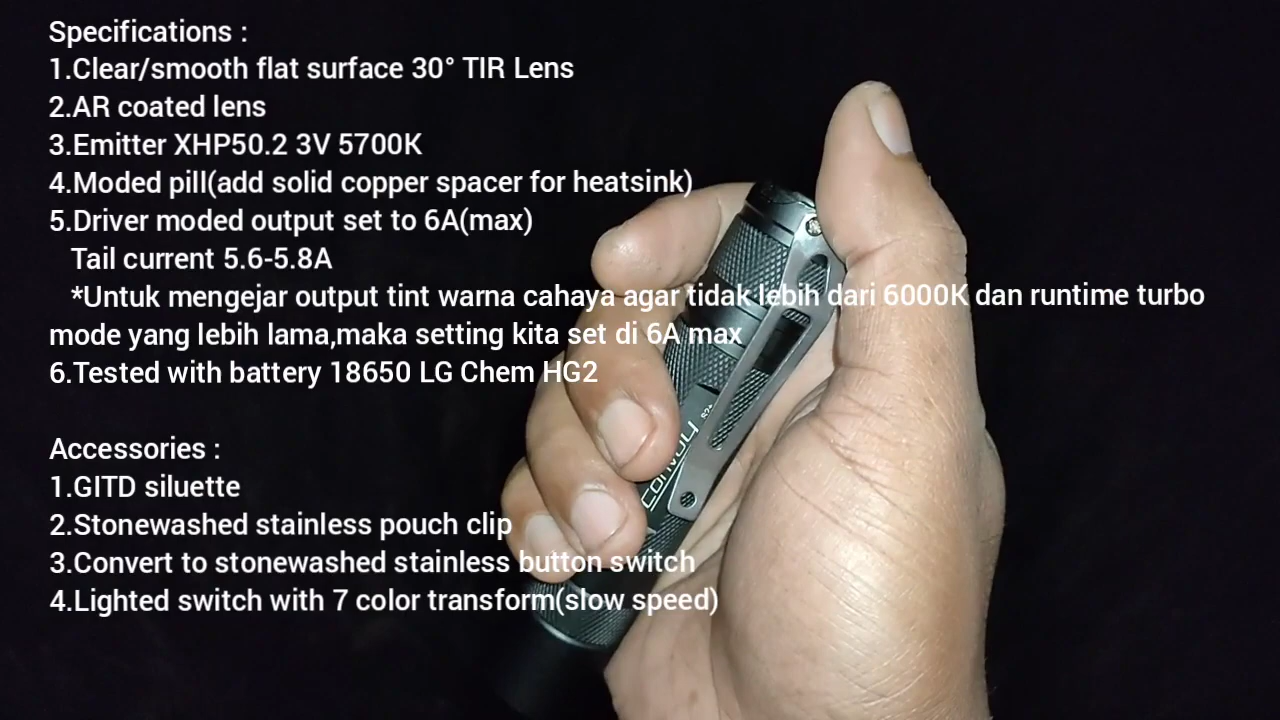 Specifications :
1.Clear/smooth flat surface 30° TIR Lens
2.AR coated lens
3.Emitter XHP50.2 3V 5700K
4.Moded pill(add solid copper spacer for heatsink)
5.Driver moded output set to 6A(max)
Tail current 5.6-5.8A
*Untuk mengejar output tint warna cahaya agar tidak lebih dari 6000K dan runtime turbo
mode yang lebih lama,maka setting kita set di 6A max
6.Tested with battery 18650 LG Chem HG2
Accessories :
1.GITD siluette
2.Stonewashed stainless pouch clip
3.Convert to stonewashed stainless button switch
4.Lighted switch with 7 color transform(slow speed)
CONVOY S2+